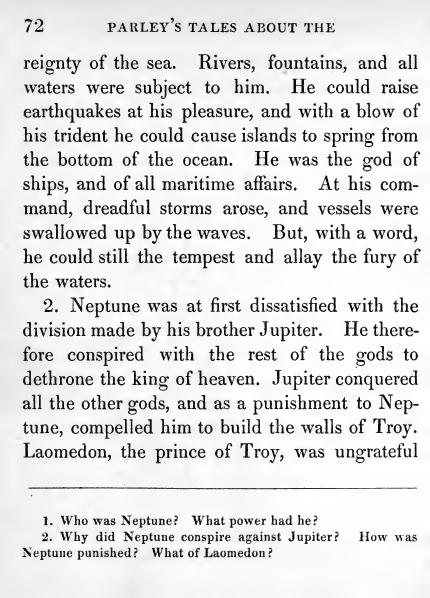 72 PARLEY'S TALES ABOUT THE
reignty of the sea. Rivers, fountains, and all
waters were subject to him. He could raise
earthquakes at his pleasure, and with a blow of
his trident he could cause islands to spring from
the bottom of the ocean. He was the god of
ships, and of all maritime affairs. At his com-
mand, dreadful storms arose, and vessels were
swallowed up by the waves. But, with a word,
he could still the tempest and allay the fury of
the waters.
2. Neptune was at first dissatisfied with the
division made by his brother Jupiter. He there-
fore conspired with the rest of the gods to
dethrone the king of heaven. Jupiter conquered
all the other gods, and as a punishment to Nep-
tune, compelled him to build the walls of Troy.
Laomedon, the prince of Troy, was ungrateful
1. Who was Neptune? What power had he?
2. Why did Neptune conspire against Jupiter? How was
Neptune punished? What of Laomedon?